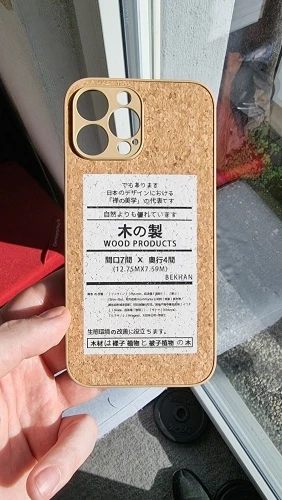 でもあります
日本のデザインにおける
「禅の美学」の代表です
自然よりも優れています
木の製
WOOD PRODUCTS
間口7間 X 奥行4間
(12.75MX7.59M)
BEKHAN
生態環境の改善に役立ちます。
木材は裸子植物と被子植物の木